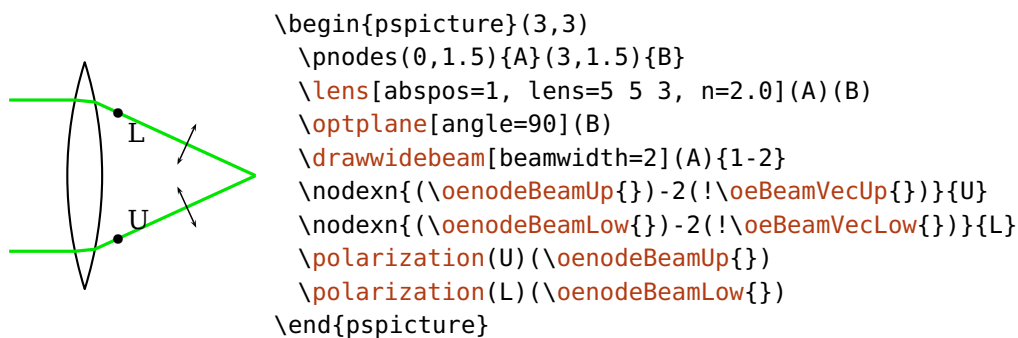 L
U
\begin{pspicture}(3,3)
  \pnodes(0,1.5){A}(3,1.5){B}
  \lens[abspos=1, lens=5 5 3, n=2.0](A)(B)
  \optplane[angle=90](B)
  \drawwidebeam[beamwidth=2](A){1-2}
  \nodexn{(\oenodeBeamUp{})-2(!\oeBeamVecUp{})}{U}
  \nodexn{(\oenodeBeamLow{})-2(!\oeBeamVecLow{})}{L}
  \polarization(U)(\oenodeBeamUp{})
  \polarization(L)(\oenodeBeamLow{})
\end{pspicture}